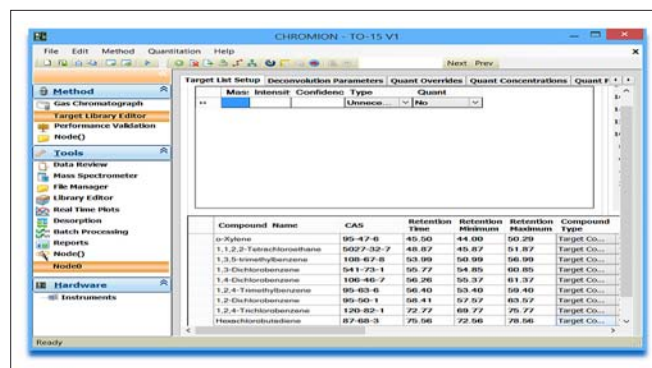 CHROMION - TO-15 V1
File Edit Method Quantitation Help
Next Prev
Target List Setup Deconvolution Parameters Quant Overrides Quant Concentrations Quant
Mas: Intensit Confidenc Type Quant
Unnece... No
Method
Gas Chromatograph
Target Library Editor
Performance Validation
Node()
Tools
Data Review
Mass Spectrometer
File Manager
Library Editor
Real Time Plots
Desorption
Batch Processing
Reports
Node()
Node0
Hardware
Instruments
Compound Name CAS Retention Time Retention Minimum Retention Maximum Compound Type
o-Xylene 95-47-6 45.50 44.00 50.29 Target Co...
1,1,2,2-Tetrachloroethane 5027-32-7 48.87 45.87 51.87 Target Co...
1,3,5-trimethylbenzene 108-67-8 53.99 50.99 56.99 Target Co...
1,3-Dichlorobenzene 541-73-1 55.77 54.85 60.85 Target Co...
1,4-Dichlorobenzene 106-46-7 56.26 55.37 61.37 Target Co...
1,2,4-Trimethylbenzene 95-63-6 56.40 53.40 59.40 Target Co...
1,2-Dichlorobenzene 95-50-1 58.41 57.57 63.57 Target Co...
1,2,4-Trichlorobenzene 120-82-1 72.77 69.77 75.77 Target Co...
Hexachlorobutadiene 87-68-3 75.56 72.56 78.56 Target Co...
Ready